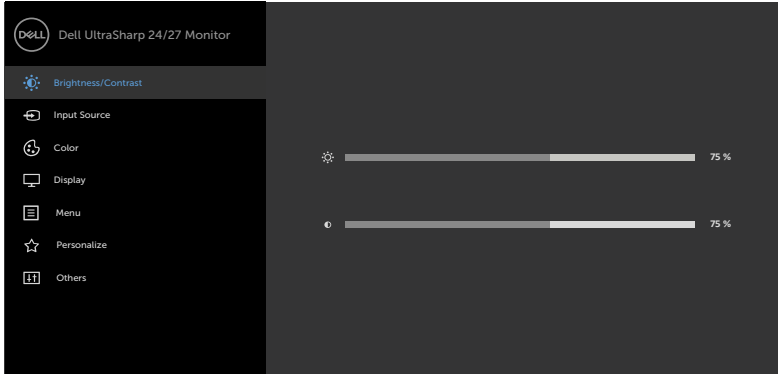 DELL
Dell UltraSharp 24/27 Monitor
Brightness/Contrast
Input Source
Color
Display
Menu
Personalize
Others
75 %
75 %